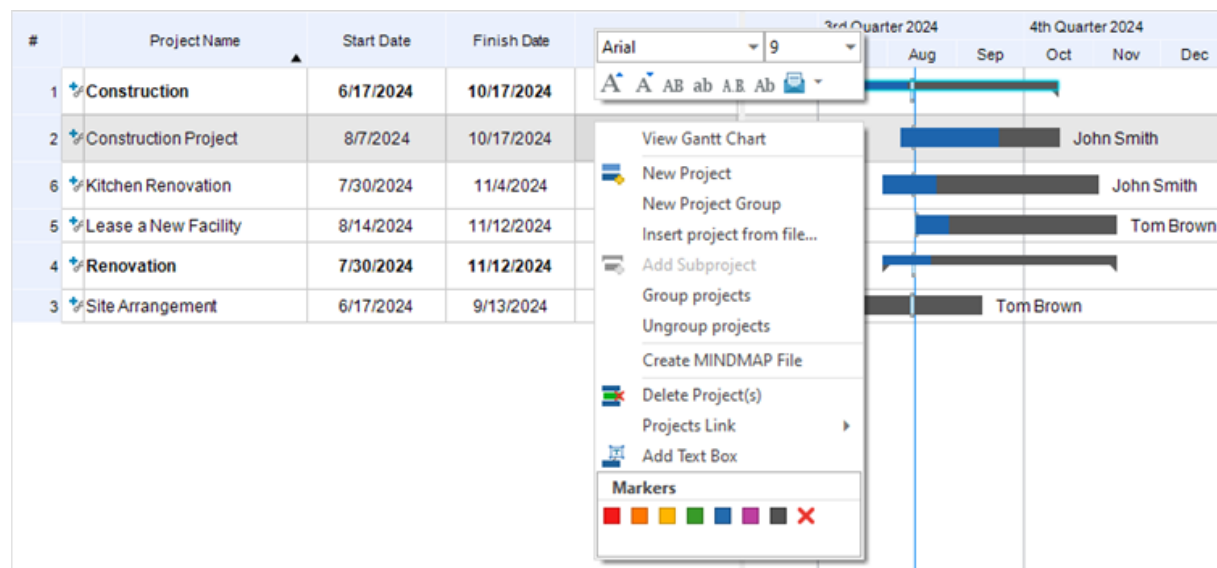 # Project Name Start Date Finish Date 3rd Quarter 2024 4th Quarter 2024
Aug Sep Oct Nov Dec
Arial 9
A A AB ab A.B. Ab
1 Construction 6/17/2024 10/17/2024
2 Construction Project 8/7/2024 10/17/2024 John Smith
6 Kitchen Renovation 7/30/2024 11/4/2024 John Smith
5 Lease a New Facility 8/14/2024 11/12/2024 Tom Brown
4 Renovation 7/30/2024 11/12/2024
3 Site Arrangement 6/17/2024 9/13/2024 Tom Brown
View Gantt Chart
New Project
New Project Group
Insert project from file...
Add Subproject
Group projects
Ungroup projects
Create MINDMAP File
Delete Project(s)
Projects Link
Add Text Box
Markers